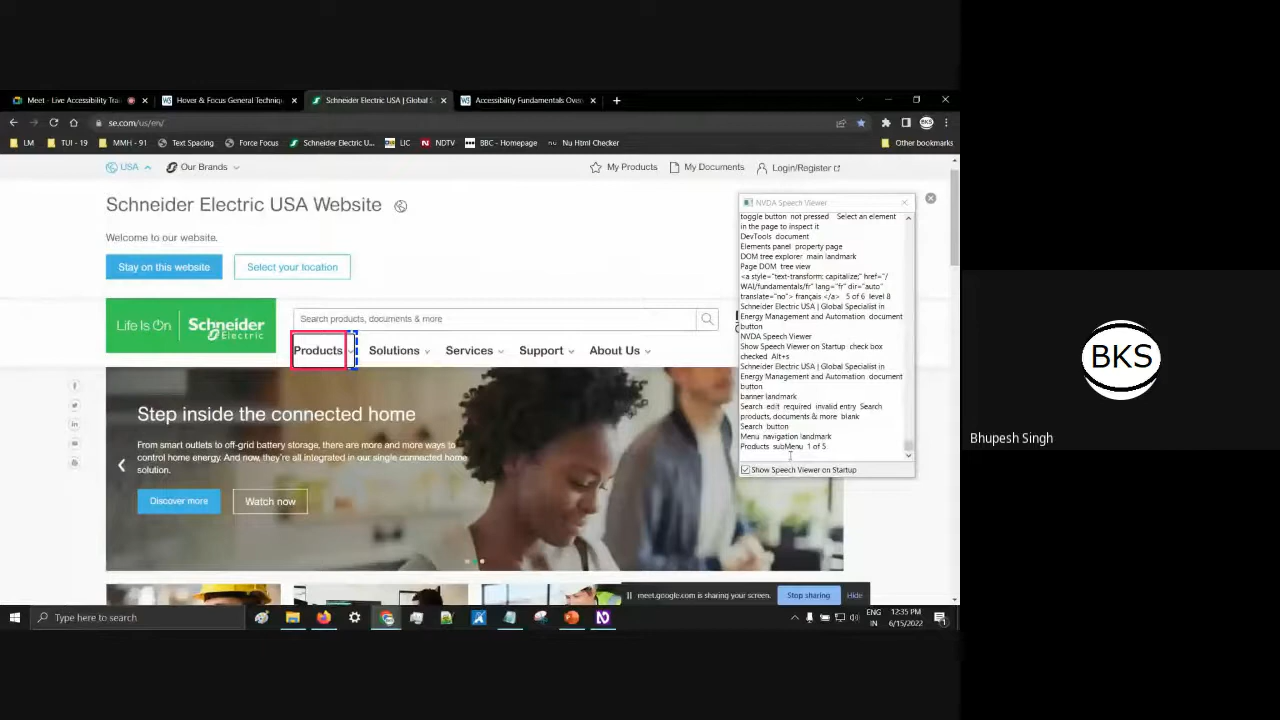 Meet - Live Accessibility Trai
Hover & Focus General Techniqu
Schneider Electric USA | Global S
Accessibility Fundamentals Over
se.com/us/en/
BKS
LM
TUI - 19
MMH - 91
Text Spacing
Force Focus
Schneider Electric U...
LIC
NDTV
BBC - Homepage
Nu Html Checker
Other bookmarks
USA
Our Brands
My Products
My Documents
Login/Register
Schneider Electric USA Website
Welcome to our website.
Stay on this website
Select your location
Life Is On
Schneider
Electric
Search products, documents & more
Products
Solutions
Services
Support
About Us
Step inside the connected home
From smart outlets to off-grid battery storage, there are more and more ways to
control home energy. And now, they're all integrated in our single connected home
solution.
Discover more
Watch now
NVDA Speech Viewer
toggle button  not pressed    Select an element
in the page to inspect it
DevTools  document
Elements panel  property page
DOM tree explorer  main landmark
Page DOM  tree view
<a style="text-transform: capitalize;" href="/
WAI/fundamentals/fr" lang="fr" dir="auto"
translate="no"> français </a>   5 of 6  level 8
Schneider Electric USA | Global Specialist in
Energy Management and Automation  document
button
NVDA Speech Viewer
Show Speech Viewer on Startup  check box
checked  Alt+s
Schneider Electric USA | Global Specialist in
Energy Management and Automation  document
button
banner landmark
Search  edit  required  invalid entry  Search
products, documents & more  blank
Search  button
Menu  navigation landmark
Products  subMenu  1 of 5
Show Speech Viewer on Startup
meet.google.com is sharing your screen.
Stop sharing
Hide
Type here to search
ENG
IN
12:35 PM
6/15/2022
BKS
Bhupesh Singh